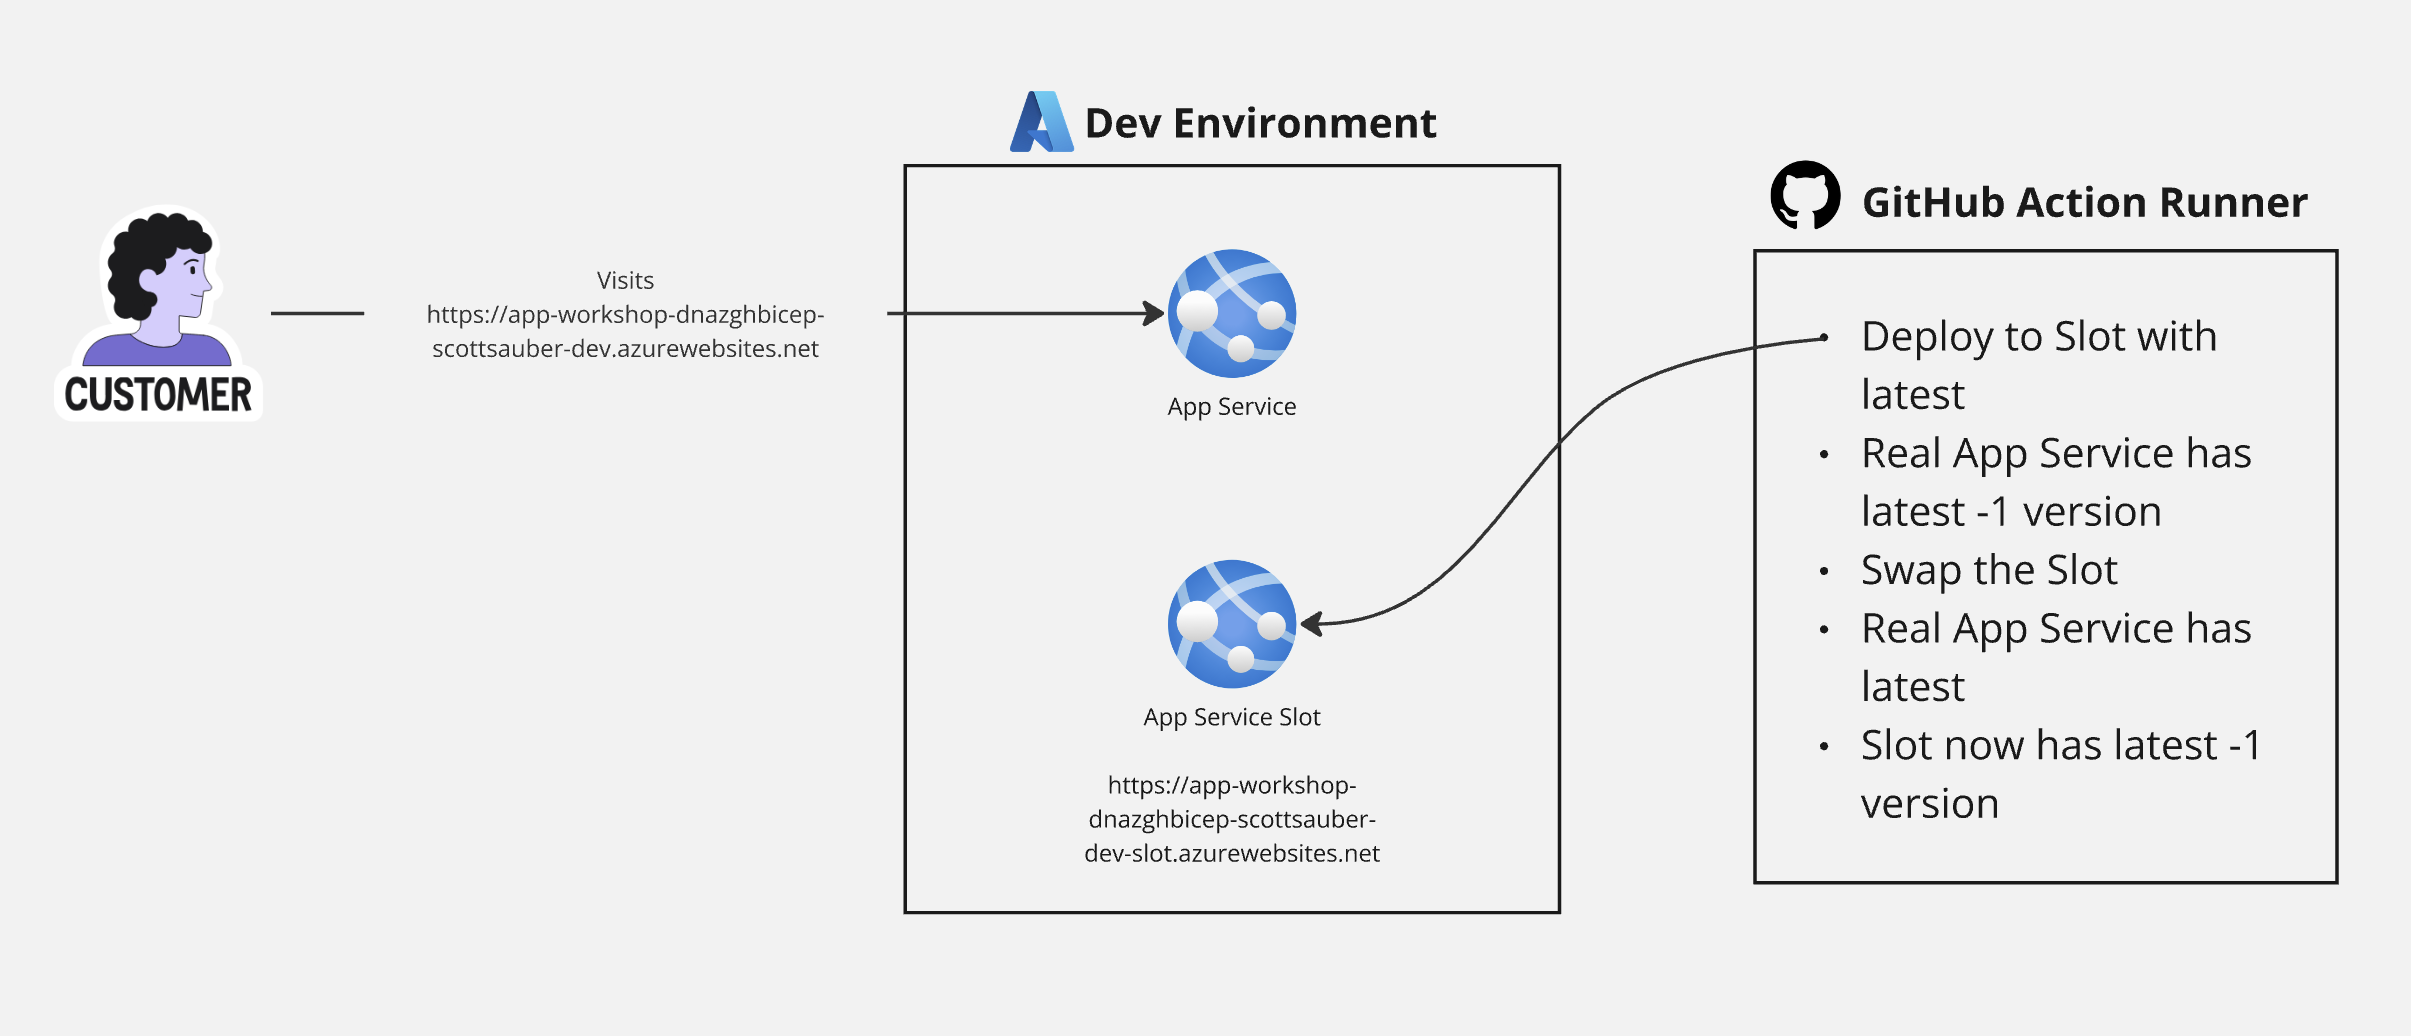 Dev Environment
GitHub Action Runner
CUSTOMER
Visits
https://app-workshop-dnazghbicep-
scottsauber-dev.azurewebsites.net
App Service
App Service Slot
https://app-workshop-
dnazghbicep-scottsauber-
dev-slot.azurewebsites.net
• Deploy to Slot with
latest
• Real App Service has
latest -1 version
• Swap the Slot
• Real App Service has
latest
• Slot now has latest -1
version